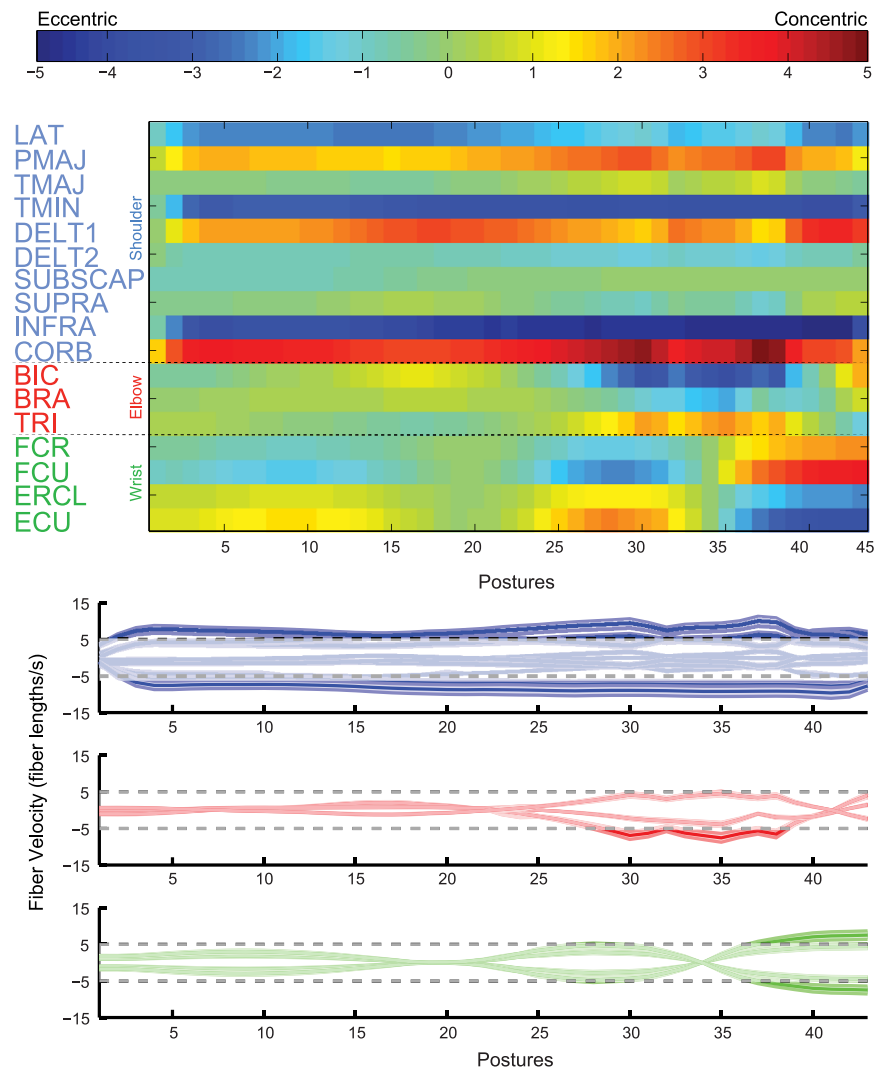 Eccentric Concentric
−5 −4 −3 −2 −1 0 1 2 3 4 5
LAT
PMAJ
TMAJ
TMIN
DELT1
DELT2
SUBSCAP
SUPRA
INFRA
CORB
BIC
BRA
TRI
FCR
FCU
ERCL
ECU
Shoulder
Elbow
Wrist
5 10 15 20 25 30 35 40 45
Postures
Fiber Velocity (fiber lengths/s)
15
5
−5
−15
5 10 15 20 25 30 35 40
15
5
−5
−15
5 10 15 20 25 30 35 40
15
5
−5
−15
5 10 15 20 25 30 35 40
Postures